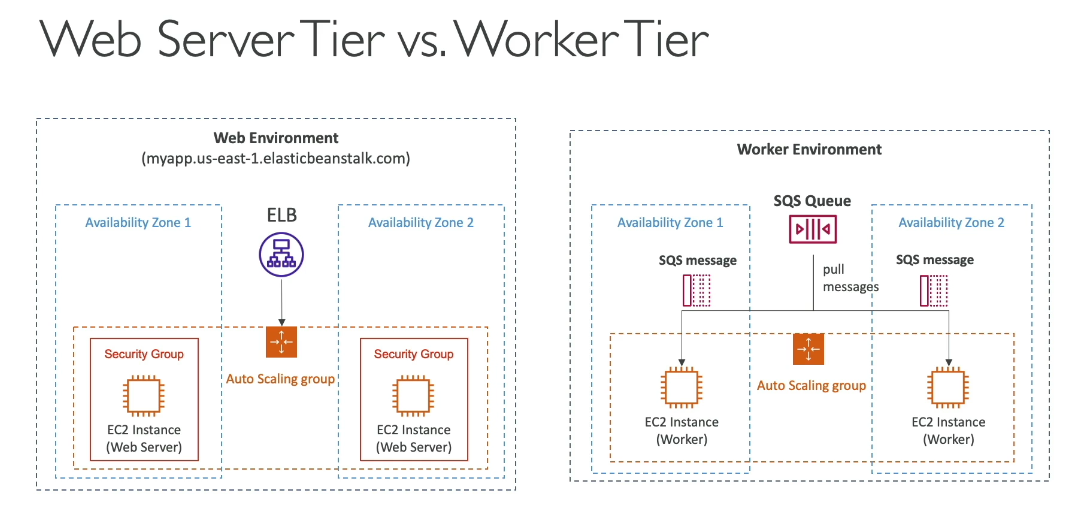 Web Server Tier vs. Worker Tier
Web Environment
(myapp.us-east-1.elasticbeanstalk.com)
Availability Zone 1
ELB
Availability Zone 2
Security Group
EC2 Instance
(Web Server)
Auto Scaling group
Security Group
EC2 Instance
(Web Server)
Worker Environment
Availability Zone 1
SQS Queue
Availability Zone 2
SQS message
pull
messages
SQS message
Auto Scaling group
EC2 Instance
(Worker)
EC2 Instance
(Worker)